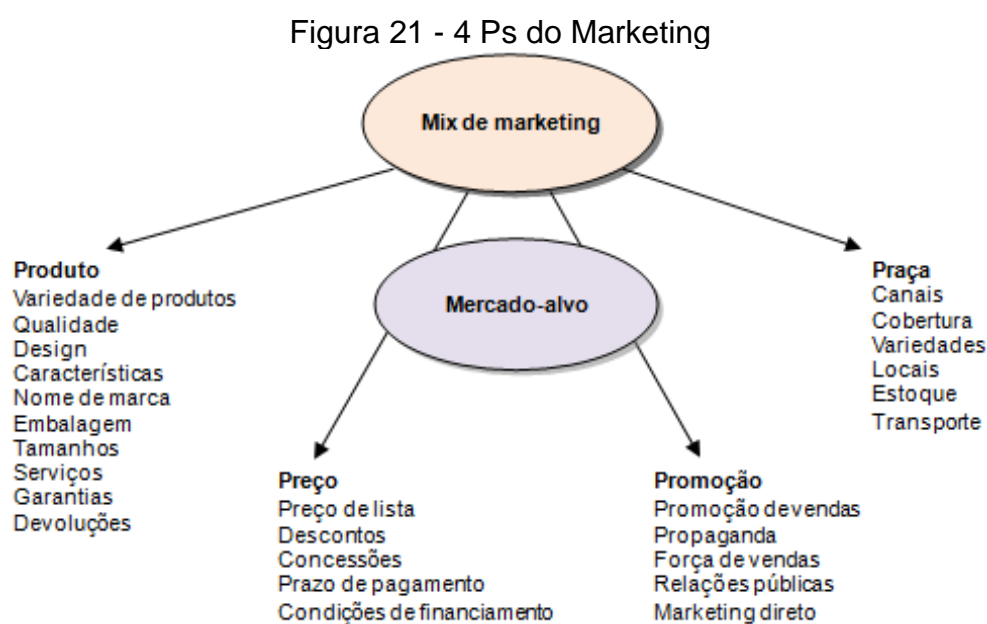 Figura 21 - 4 Ps do Marketing
Mix de marketing
Mercado-alvo
Produto
Variedade de produtos
Qualidade
Design
Características
Nome de marca
Embalagem
Tamanhos
Serviços
Garantias
Devoluções
Preço
Preço de lista
Descontos
Concessões
Prazo de pagamento
Condições de financiamento
Promoção
Promoção de vendas
Propaganda
Força de vendas
Relações públicas
Marketing direto
Praça
Canais
Cobertura
Variedades
Locais
Estoque
Transporte